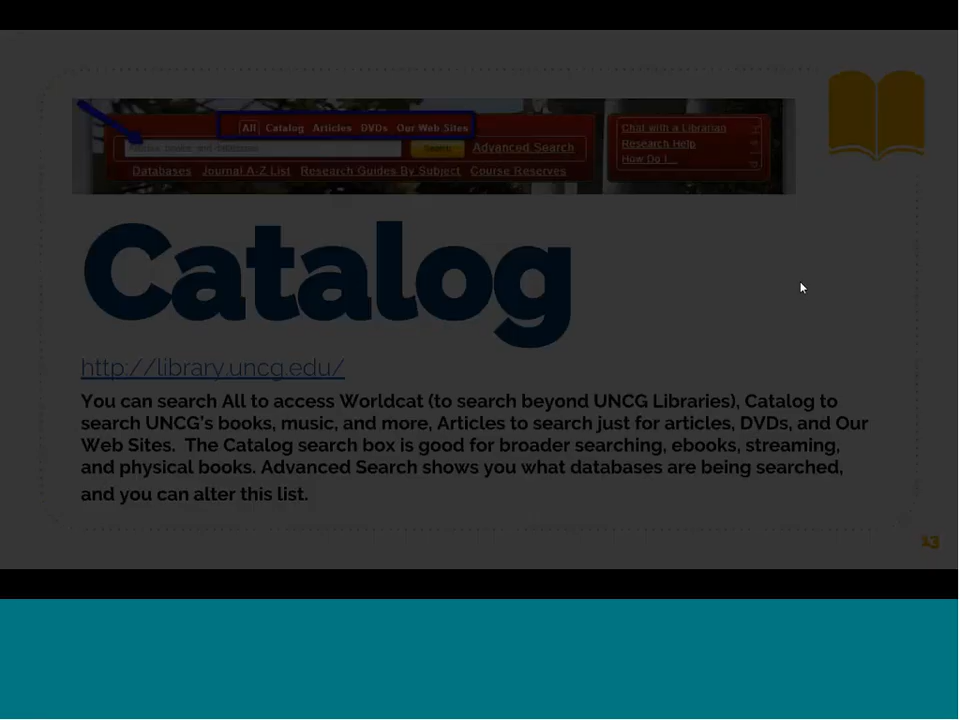 All Catalog Articles DVDs Our Web Sites
Search Advanced Search
Databases Journal A-Z List Research Guides By Subject Course Reserves
Chat with a Librarian
Research Help
How Do I...
Catalog
http://library.uncg.edu/
You can search All to access Worldcat (to search beyond UNCG Libraries), Catalog to
search UNCG's books, music, and more, Articles to search just for articles, DVDs, and Our
Web Sites. The Catalog search box is good for broader searching, ebooks, streaming,
and physical books. Advanced Search shows you what databases are being searched,
and you can alter this list.
13